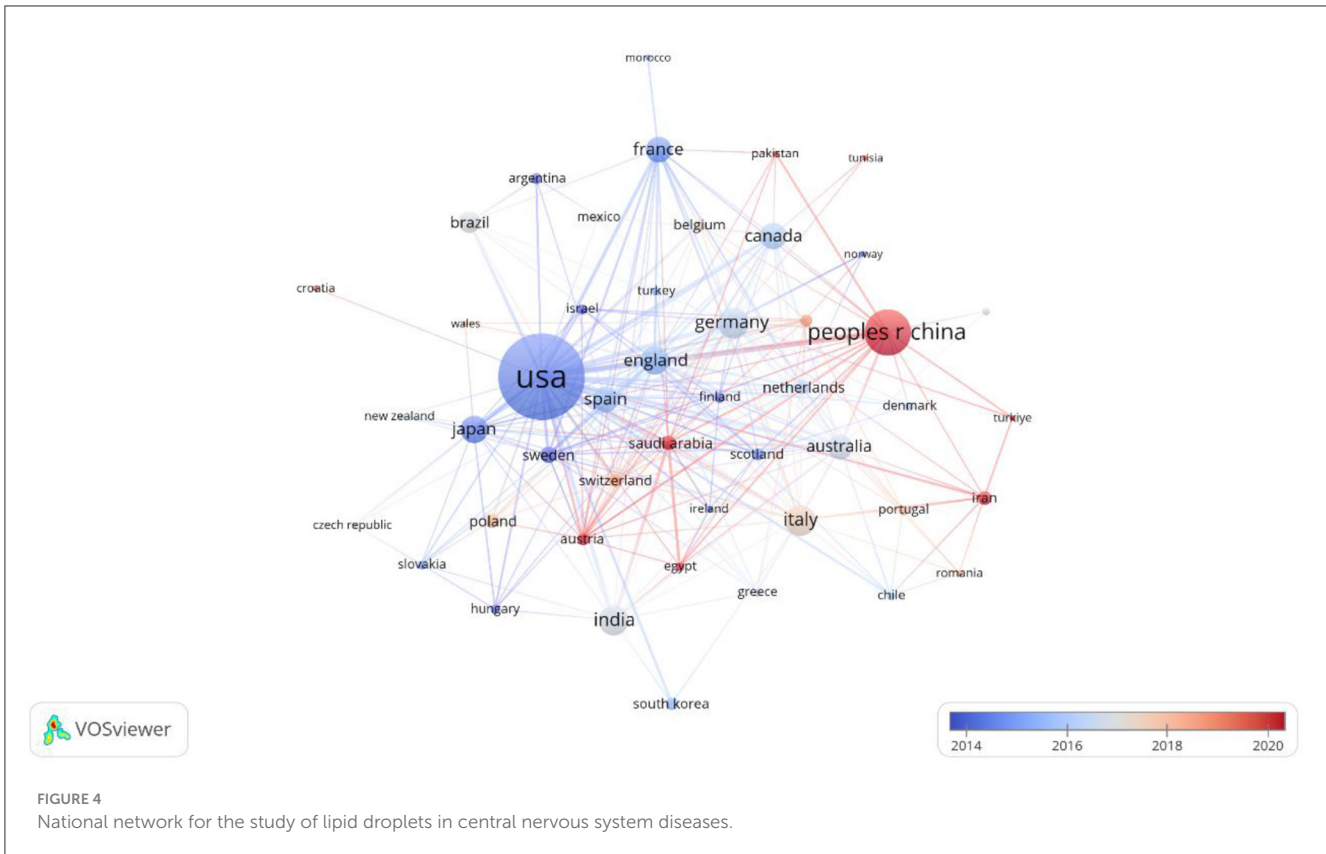 morocco
france
pakistan
tunisia
argentina
mexico
brazil
belgium
canada
norway
croatia
turkey
israel
wales
germany
peoples r china
england
usa
spain
finland
netherlands
denmark
new zealand
japan
turkiye
saudi arabia
australia
sweden
scotland
switzerland
iran
ireland
portugal
czech republic
poland
italy
austria
slovakia
egypt
romania
greece
chile
hungary
india
south korea
VOSviewer
2014 2016 2018 2020
FIGURE 4
National network for the study of lipid droplets in central nervous system diseases.